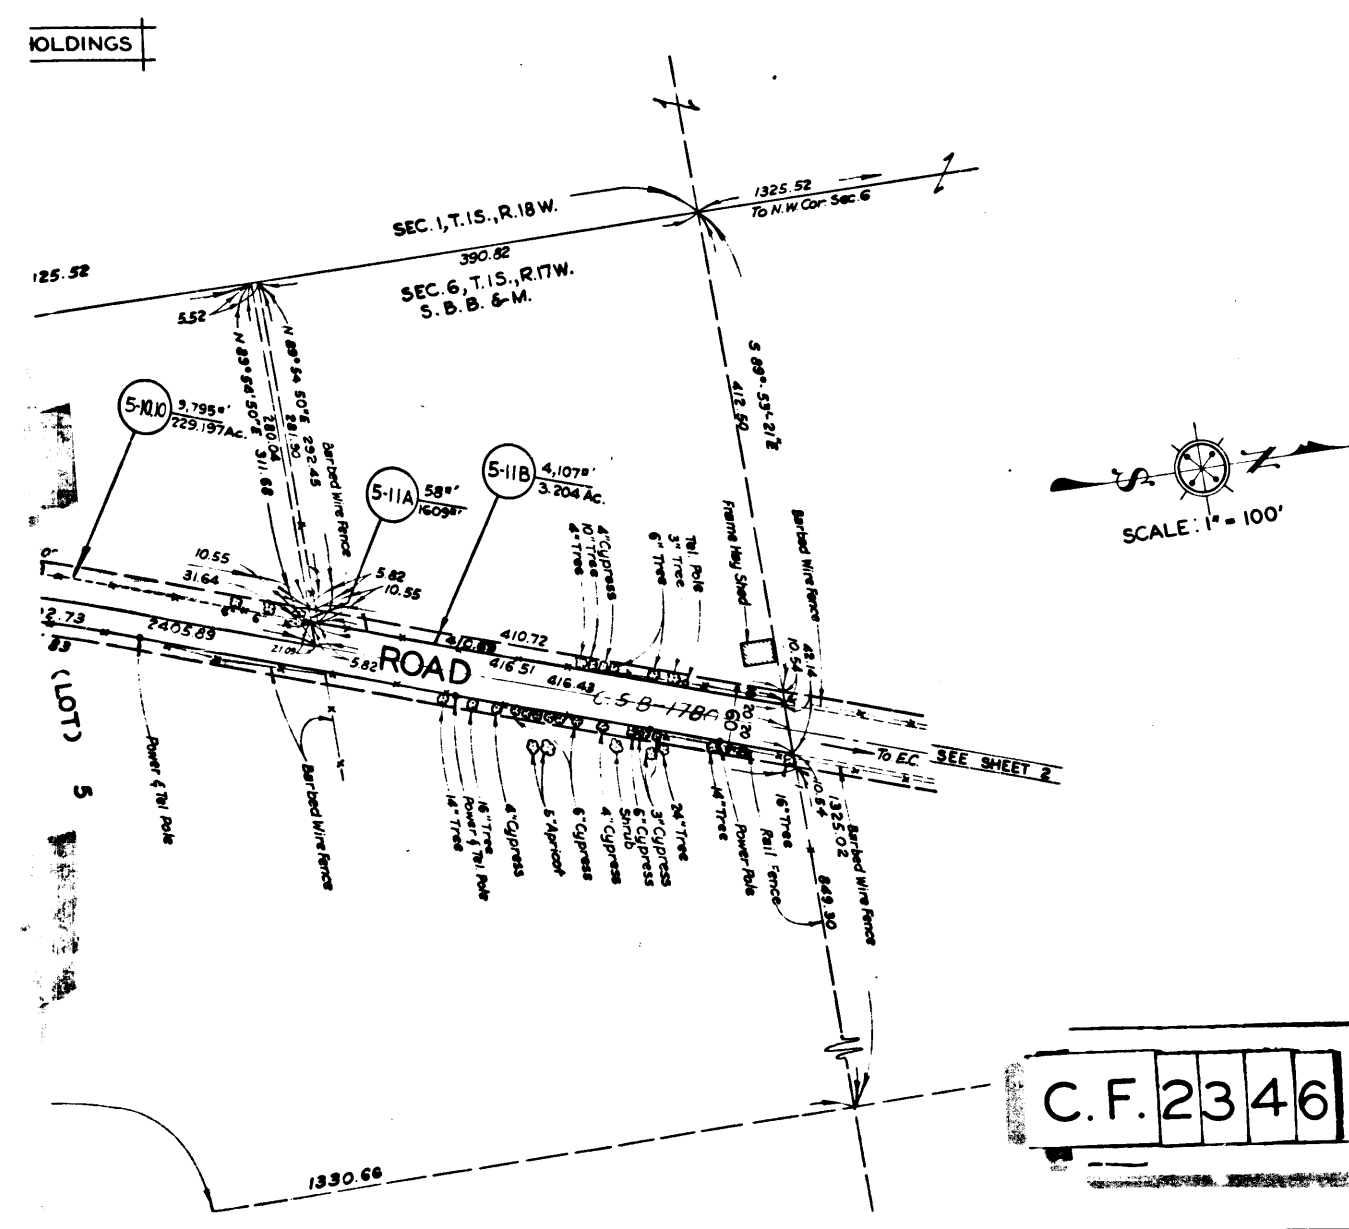 HOLDINGS
SEC. 1, T.1S., R.18W.
1325.52
To N.W. Cor. Sec. 6
390.82
SEC. 6, T.1S., R.17W.
S. B. B. & M.
125.52
5.52
N 89°56'50"E 311.68
280.04
281.90
N 89°54 50"E 292.45
Barbed Wire Fence
S 89°-53'-21"E
412.50
5-10.10
9,795□'
229.197Ac.
5-11A
58□'
1609□'
5-11B
4,107□'
3.204 Ac.
S N
SCALE: 1" = 100'
Frame Hay Shed
Barbed Wire Fence
4" Tree
10" Tree
4" Cypress
6" Tree
3" Tree
Tel. Pole
10.55
31.64
5.82
10.55
2.73
2405.89
83
21.09
5.82
ROAD
410.72
416.51
416.43
C.S.B-178A
60
20 20
10.54
42.14
To E.C.
SEE SHEET 2
(LOT) 5
Power & Tel. Pole
Barbed Wire Fence
14" Tree
Power & Tel. Pole
16" Tree
4" Cypress
5" Apricot
6" Cypress
4" Cypress
Shrub
6" Cypress
3" Cypress
24" Tree
14" Tree
Power Pole
Rail Fence
16" Tree
10.54
1325.02
Barbed Wire Fence
849.30
1330.66
C. F. 2346